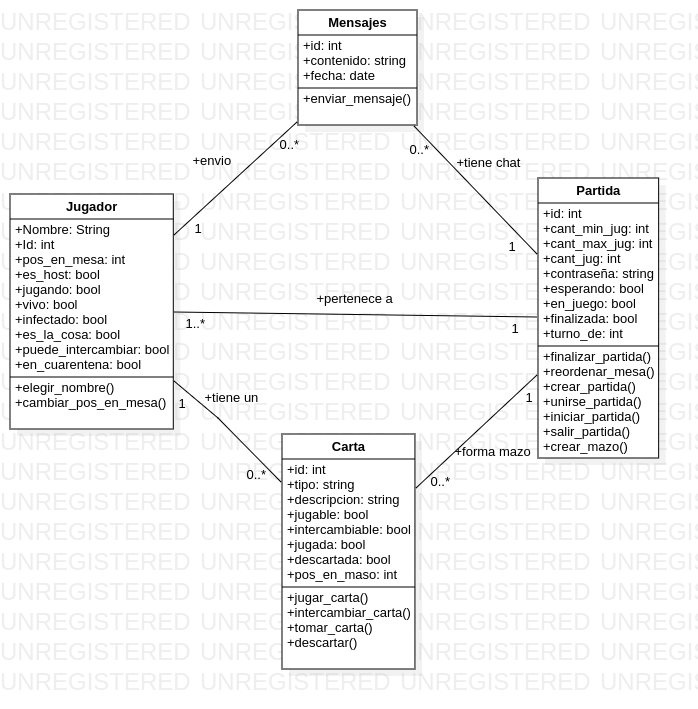 Mensajes
+id: int
+contenido: string
+fecha: date
+enviar_mensaje()
0..*
0..*
+envio
+tiene chat
1
1
Jugador
+Nombre: String
+Id: int
+pos_en_mesa: int
+es_host: bool
+jugando: bool
+vivo: bool
+infectado: bool
+es_la_cosa: bool
+puede_intercambiar: bool
+en_cuarentena: bool
+elegir_nombre()
+cambiar_pos_en_mesa()
Partida
+id: int
+cant_min_jug: int
+cant_max_jug: int
+cant_jug: int
+contraseña: string
+esperando: bool
+en_juego: bool
+finalizada: bool
+turno_de: int
+finalizar_partida()
+reordenar_mesa()
+crear_partida()
+unirse_partida()
+iniciar_partida()
+salir_partida()
+crear_mazo()
+pertenece a
1..*
1
+tiene un
1
0..*
1
+forma mazo
0..*
Carta
+id: int
+tipo: string
+descripcion: string
+jugable: bool
+intercambiable: bool
+jugada: bool
+descartada: bool
+pos_en_maso: int
+jugar_carta()
+intercambiar_carta()
+tomar_carta()
+descartar()
UNREGISTERED